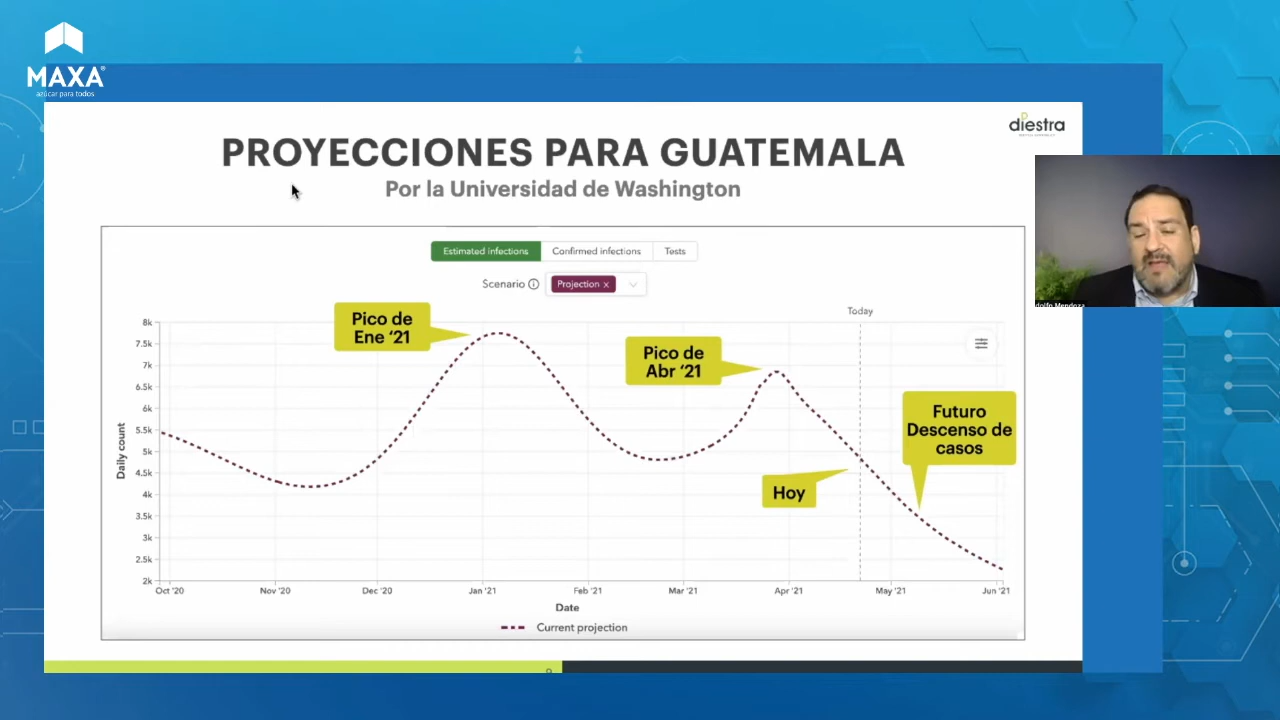 MAXA®
azúcar para todos
diestra
PROYECCIONES PARA GUATEMALA
Por la Universidad de Washington
Estimated infections
Confirmed infections
Tests
Scenario
Projection ×
Today
8k
7.5k
7k
6.5k
6k
5.5k
5k
4.5k
4k
3.5k
3k
2.5k
2k
Daily count
Pico de
Ene ‘21
Pico de
Abr ‘21
Futuro
Descenso de
casos
Hoy
Oct '20
Nov '20
Dec '20
Jan '21
Feb '21
Mar '21
Apr '21
May '21
Jun '21
Date
Current projection
dolfo Mendoza